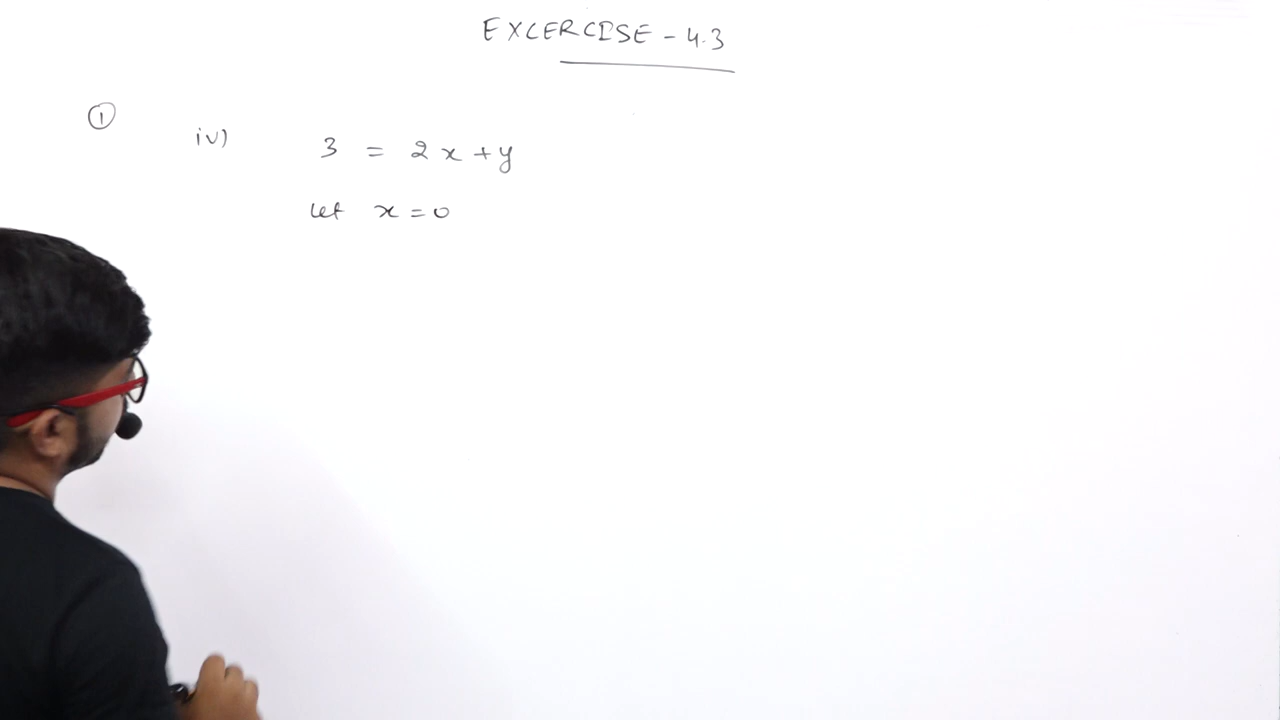 EXCERCISE - 4.3
① iv) 3 = 2x + y
let x = 0